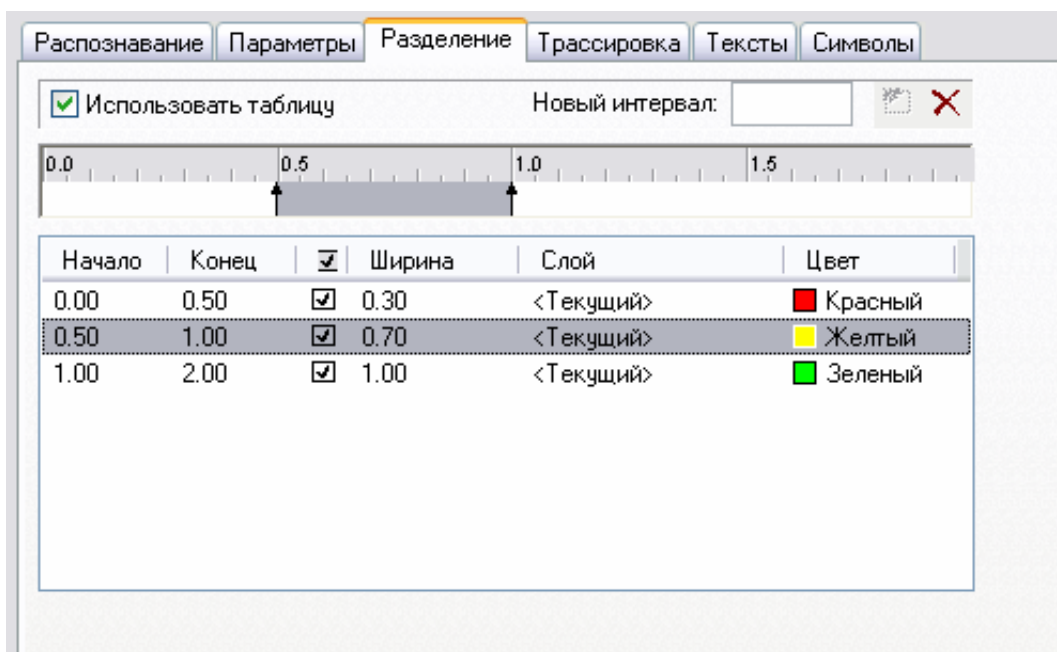 Распознавание Параметры Разделение Трассировка Тексты Символы
Использовать таблицу Новый интервал:
0.0 0.5 1.0 1.5
Начало Конец Ширина Слой Цвет
0.00 0.50 0.30 <Текущий> Красный
0.50 1.00 0.70 <Текущий> Желтый
1.00 2.00 1.00 <Текущий> Зеленый